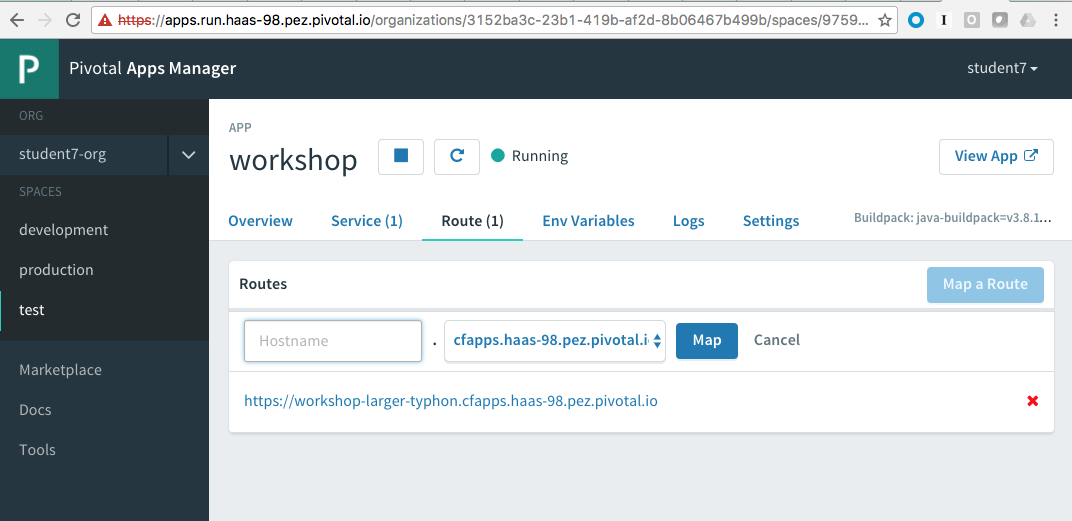 https://apps.run.haas-98.pez.pivotal.io/organizations/3152ba3c-23b1-419b-af2d-8b06467b499b/spaces/9759...
P Pivotal Apps Manager student7
ORG
student7-org
SPACES
development
production
test
Marketplace
Docs
Tools
APP
workshop Running View App
Overview Service (1) Route (1) Env Variables Logs Settings Buildpack: java-buildpack=v3.8.1...
Routes Map a Route
Hostname . cfapps.haas-98.pez.pivotal.i Map Cancel
https://workshop-larger-typhon.cfapps.haas-98.pez.pivotal.io